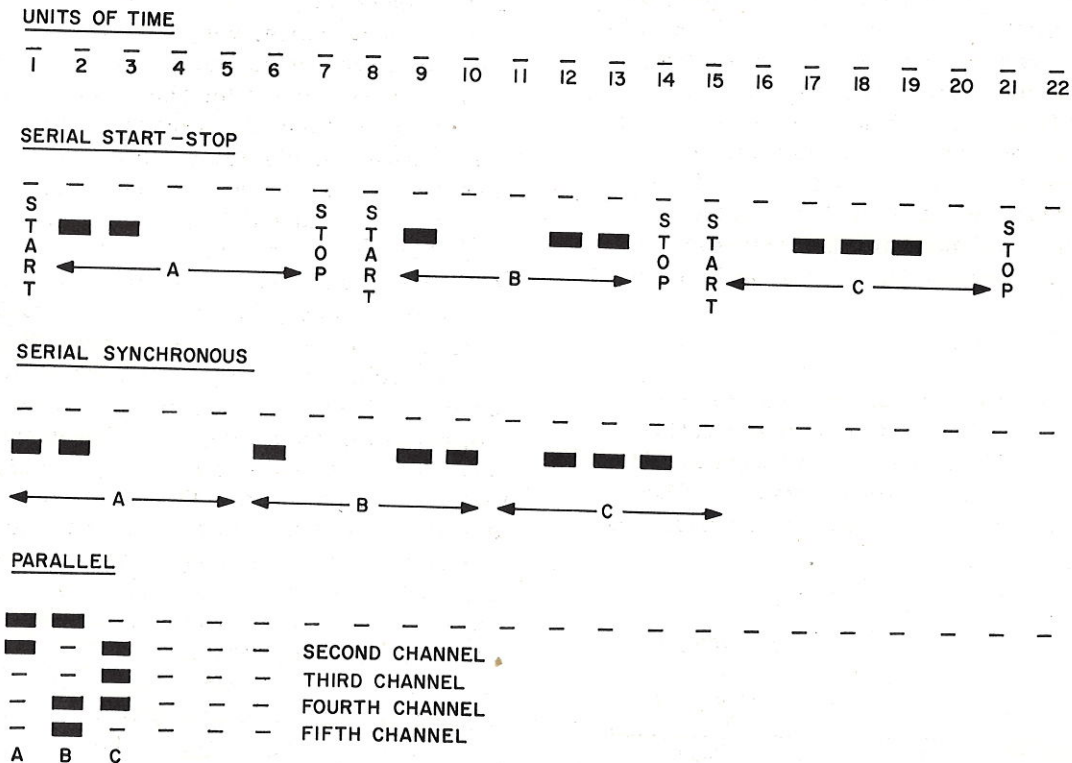 UNITS OF TIME
1 2 3 4 5 6 7 8 9 10 11 12 13 14 15 16 17 18 19 20 21 22
SERIAL START-STOP
START STOP START STOP START STOP
A B C
SERIAL SYNCHRONOUS
A B C
PARALLEL
SECOND CHANNEL
THIRD CHANNEL
FOURTH CHANNEL
FIFTH CHANNEL
A B C